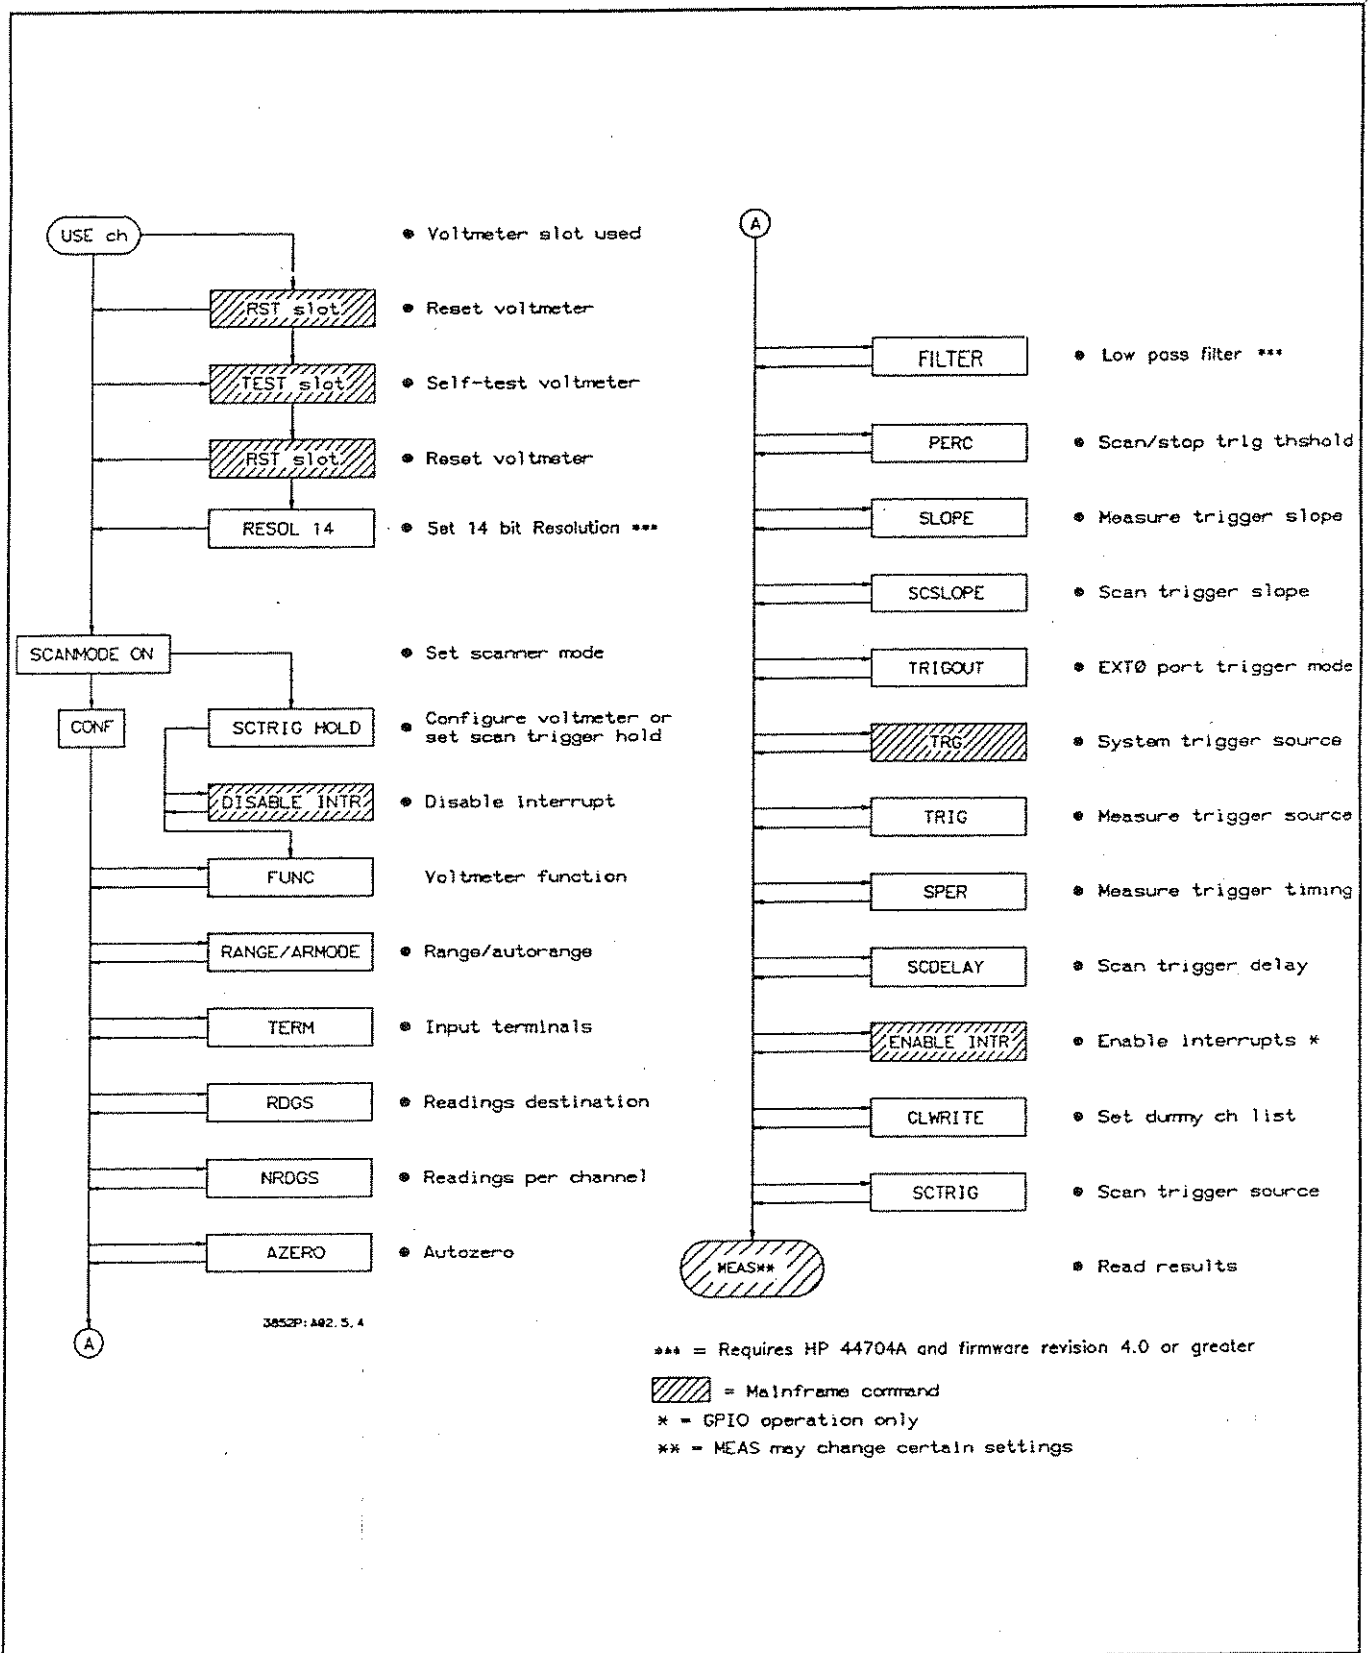 USE ch
● Voltmeter slot used
RST slot
● Reset voltmeter
TEST slot
● Self-test voltmeter
RST slot
● Reset voltmeter
RESOL 14
● Set 14 bit Resolution ***
SCANMODE ON
● Set scanner mode
CONF
SCTRIG HOLD
● Configure voltmeter or
set scan trigger hold
DISABLE INTR
● Disable Interrupt
FUNC
Voltmeter function
RANGE/ARMODE
● Range/autorange
TERM
● Input terminals
RDGS
● Readings destination
NRDGS
● Readings per channel
AZERO
● Autozero
3852P:A02.5.4
A
A
FILTER
● Low pass filter ***
PERC
● Scan/stop trig thshold
SLOPE
● Measure trigger slope
SCSLOPE
● Scan trigger slope
TRIGOUT
● EXT0 port trigger mode
TRG
● System trigger source
TRIG
● Measure trigger source
SPER
● Measure trigger timing
SCDELAY
● Scan trigger delay
ENABLE INTR
● Enable interrupts *
CLWRITE
● Set dummy ch list
SCTRIG
● Scan trigger source
MEAS**
● Read results
*** = Requires HP 44704A and firmware revision 4.0 or greater
= Mainframe command
* = GPIO operation only
** = MEAS may change certain settings